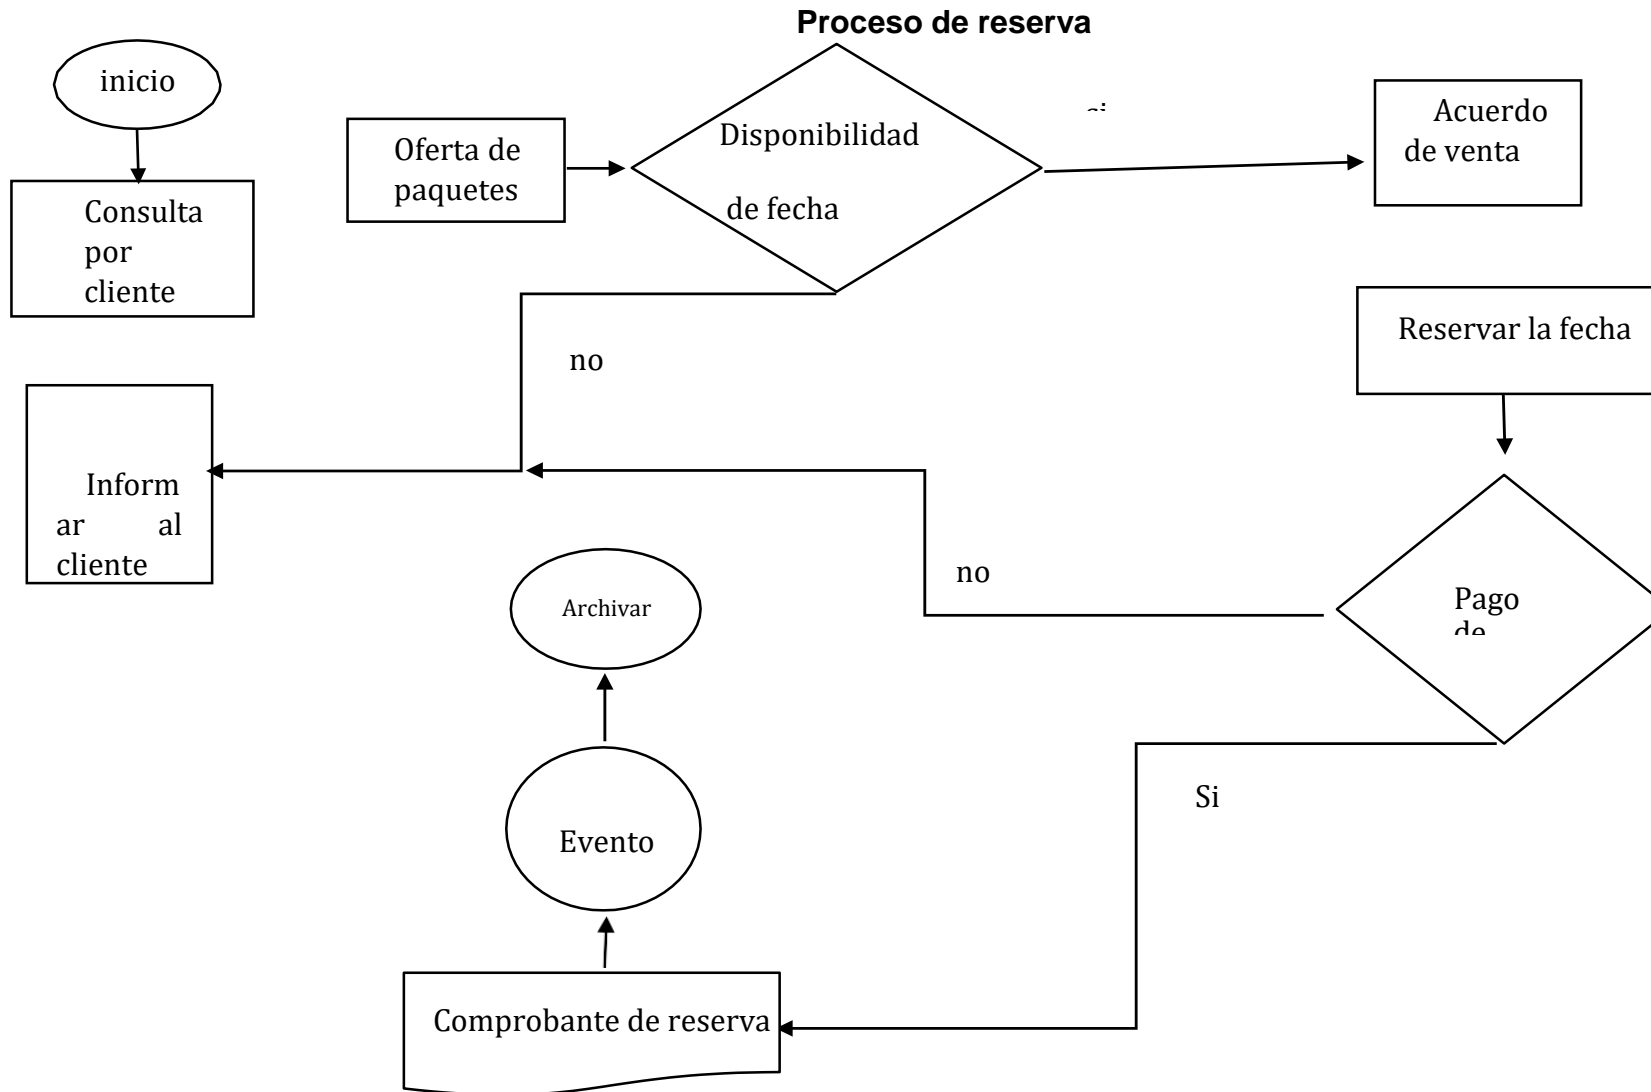 Proceso de reserva
inicio
Consulta
por
cliente
Oferta de
paquetes
Disponibilidad
de fecha
Acuerdo
de venta
no
Reservar la fecha
Inform
ar al
cliente
Archivar
no
Pago
Evento
Si
Comprobante de reserva